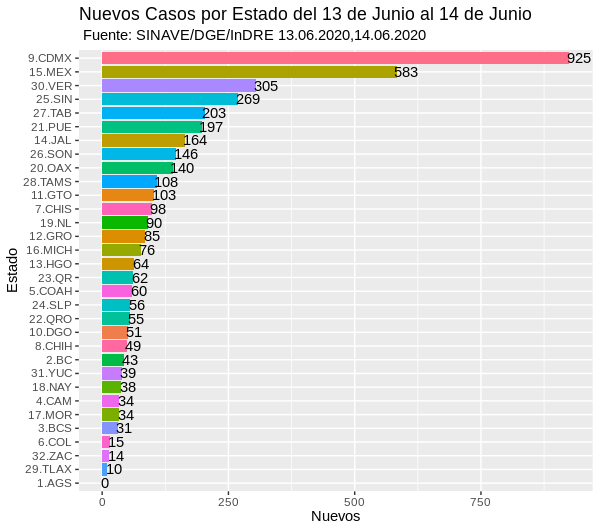 Nuevos Casos por Estado del 13 de Junio al 14 de Junio
Fuente: SINAVE/DGE/InDRE 13.06.2020,14.06.2020
Estado
9.CDMX 925
15.MEX 583
30.VER 305
25.SIN 269
27.TAB 203
21.PUE 197
14.JAL 164
26.SON 146
20.OAX 140
28.TAMS 108
11.GTO 103
7.CHIS 98
19.NL 90
12.GRO 85
16.MICH 76
13.HGO 64
23.QR 62
5.COAH 60
24.SLP 56
22.QRO 55
10.DGO 51
8.CHIH 49
2.BC 43
31.YUC 39
18.NAY 38
4.CAM 34
17.MOR 34
3.BCS 31
6.COL 15
32.ZAC 14
29.TLAX 10
1.AGS 0
0 250 500 750
Nuevos